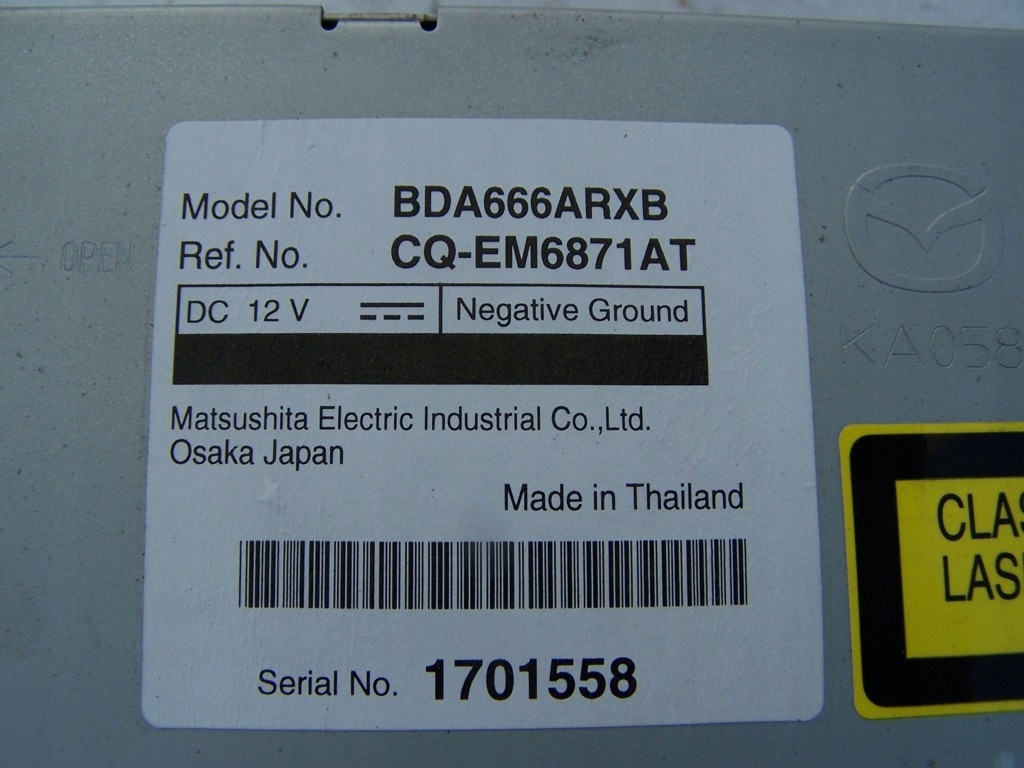 Model No. BDA666ARXB
Ref. No. CQ-EM6871AT
DC 12 V Negative Ground
Matsushita Electric Industrial Co.,Ltd.
Osaka Japan
Made in Thailand
Serial No. 1701558
OPEN
KA058
CLAS
LAS